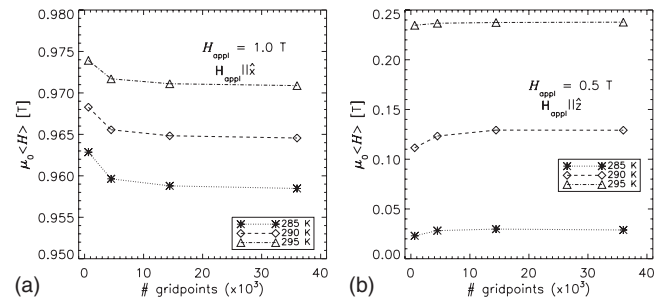 0.980
0.975
0.970
0.965
0.960
0.955
0.950
μ₀<H> [T]
H_appl = 1.0 T
H_appl||x̂
285 K
290 K
295 K
0 10 20 30 40
# gridpoints (x10³)
(a)
0.25
0.20
0.15
0.10
0.05
0.00
μ₀<H> [T]
H_appl = 0.5 T
H_appl||ẑ
285 K
290 K
295 K
0 10 20 30 40
# gridpoints (x10³)
(b)